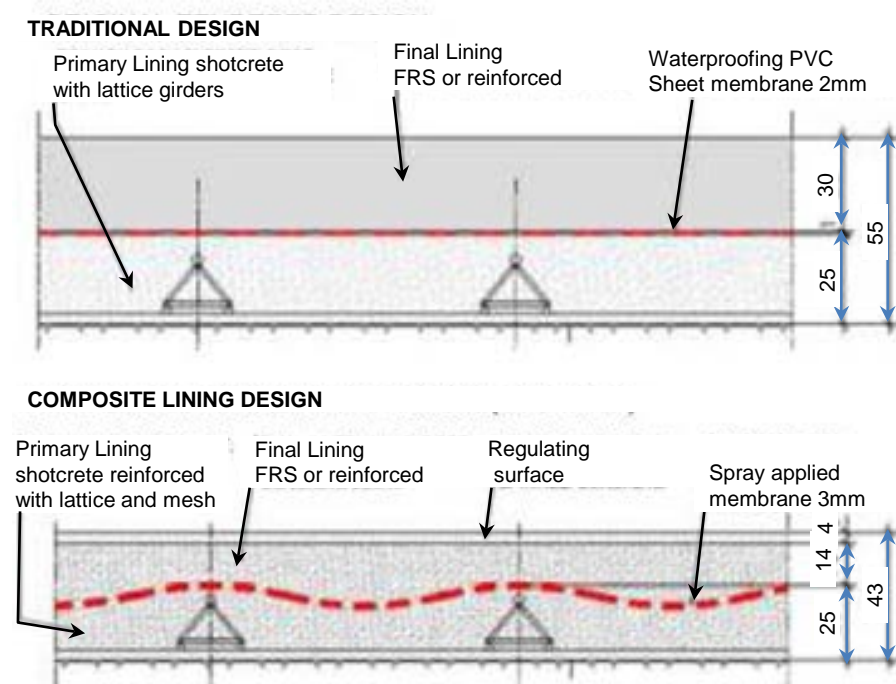 TRADITIONAL DESIGN
Primary Lining shotcrete
with lattice girders
Final Lining
FRS or reinforced
Waterproofing PVC
Sheet membrane 2mm
30
25
55
COMPOSITE LINING DESIGN
Primary Lining
shotcrete reinforced
with lattice and mesh
Final Lining
FRS or reinforced
Regulating
surface
Spray applied
membrane 3mm
4
14
25
43